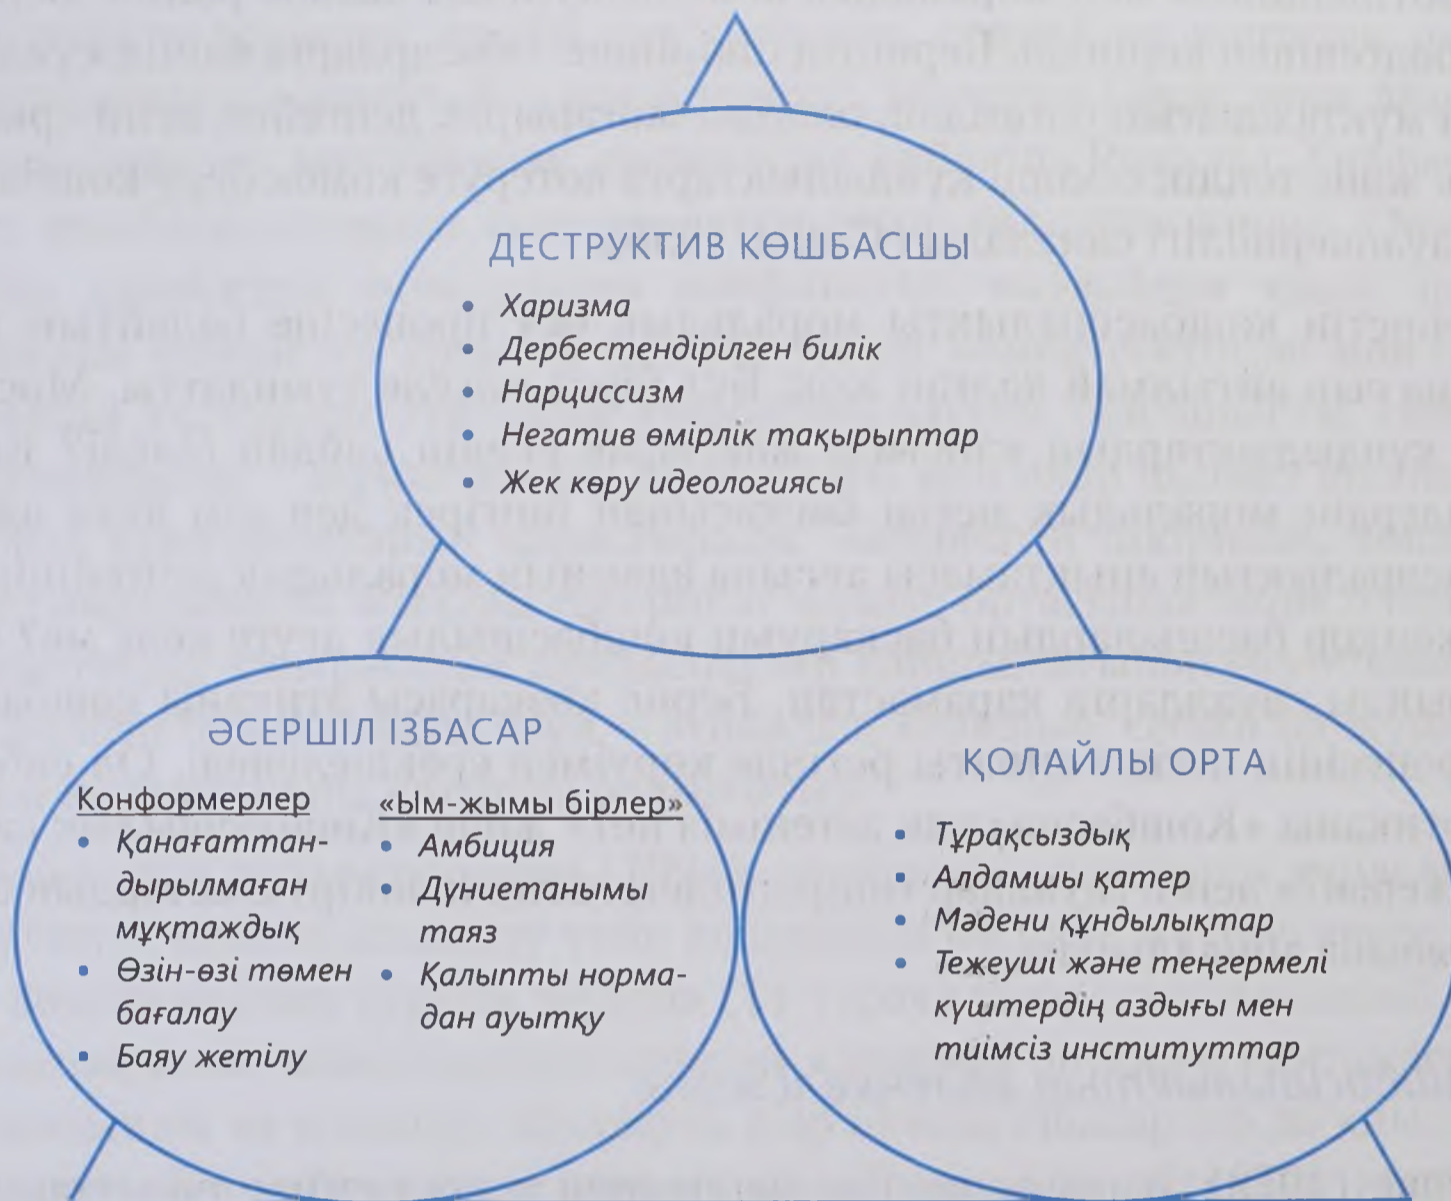 ДЕСТРУКТИВ КӨШБАСШЫ
• Харизма
• Дербестендірілген билік
• Нарциссизм
• Негатив өмірлік тақырыптар
• Жек көру идеологиясы
ӘСЕРШІЛ ІЗБАСАР
Конформерлер
• Қанағаттан-
дырылмаған
мұқтаждық
• Өзін-өзі төмен
бағалау
• Баяу жетілу
«Ым-жымы бірлер»
• Амбиция
• Дүниетанымы
таяз
• Қалыпты норма-
дан ауытқу
ҚОЛАЙЛЫ ОРТА
• Тұрақсыздық
• Алдамшы қатер
• Мәдени құндылықтар
• Тежеуші және теңгермелі
күштердің аздығы мен
тиімсіз институттар